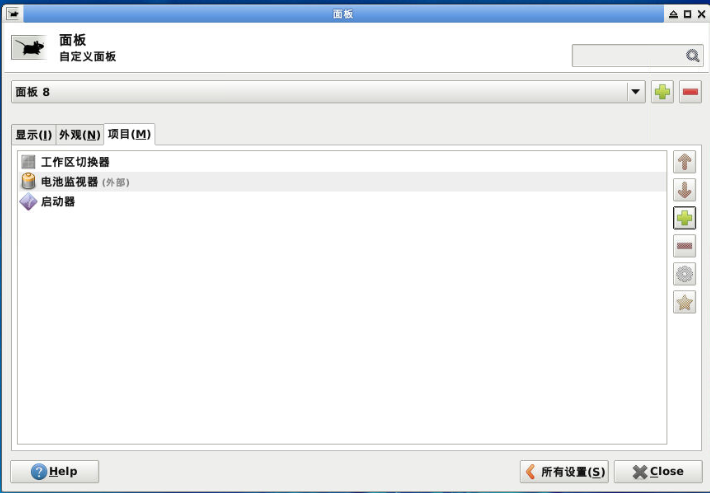 面板
面板
自定义面板
面板 8
显示(I) 外观(N) 项目(M)
工作区切换器
电池监视器 (外部)
启动器
Help 所有设置(S) Close